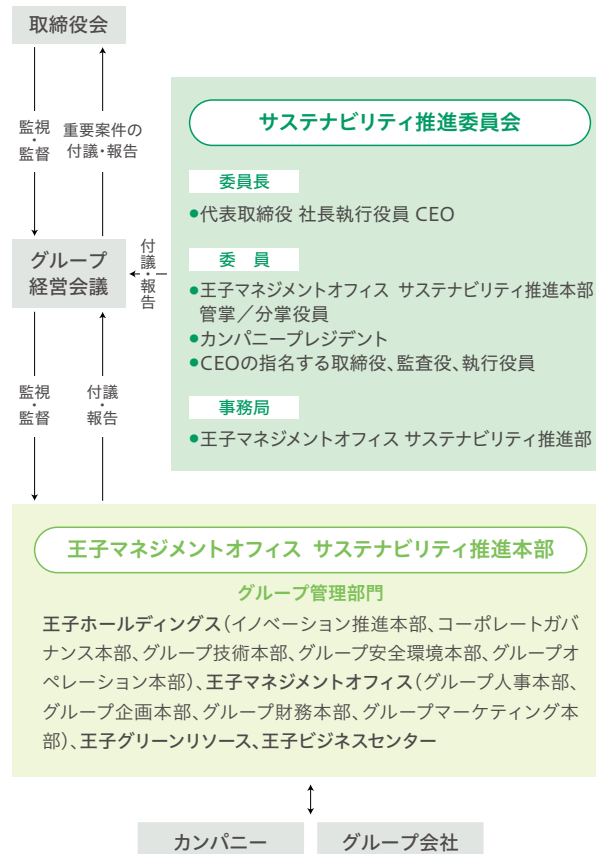 取締役会
監視・監督
重要案件の
付議・報告
サステナビリティ推進委員会
委員長
●代表取締役 社長執行役員 CEO
グループ
経営会議
付議・報告
委　員
●王子マネジメントオフィス サステナビリティ推進本部
管掌／分掌役員
●カンパニープレジデント
●CEOの指名する取締役、監査役、執行役員
監視・監督
付議・報告
事務局
●王子マネジメントオフィス サステナビリティ推進部
王子マネジメントオフィス サステナビリティ推進本部
グループ管理部門
王子ホールディングス（イノベーション推進本部、コーポレートガバ
ナンス本部、グループ技術本部、グループ安全環境本部、グループオ
ペレーション本部）、王子マネジメントオフィス（グループ人事本部、
グループ企画本部、グループ財務本部、グループマーケティング本
部）、王子グリーンリソース、王子ビジネスセンター
カンパニー
グループ会社